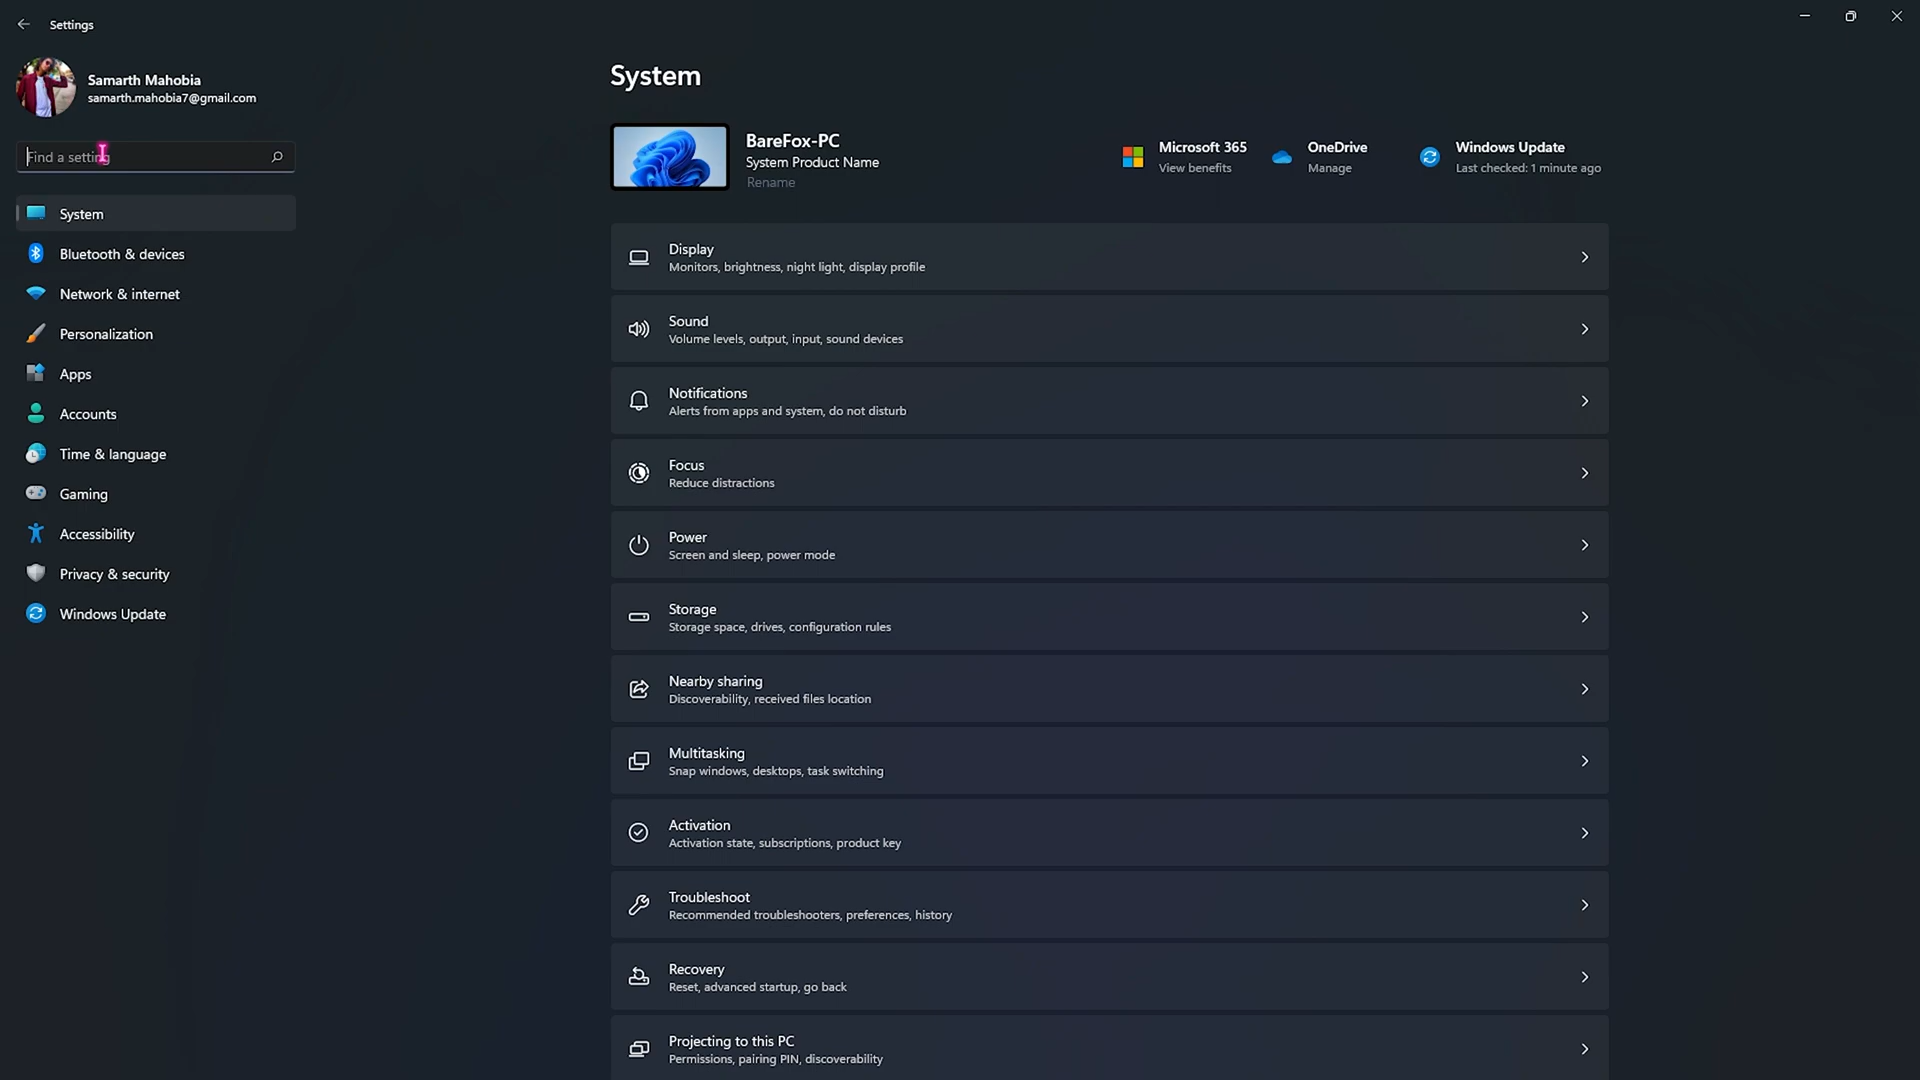 Settings
Samarth Mahobia
samarth.mahobia7@gmail.com
Find a setting
System
Bluetooth & devices
Network & internet
Personalization
Apps
Accounts
Time & language
Gaming
Accessibility
Privacy & security
Windows Update
System
BareFox-PC
System Product Name
Rename
Microsoft 365
View benefits
OneDrive
Manage
Windows Update
Last checked: 1 minute ago
Display
Monitors, brightness, night light, display profile
Sound
Volume levels, output, input, sound devices
Notifications
Alerts from apps and system, do not disturb
Focus
Reduce distractions
Power
Screen and sleep, power mode
Storage
Storage space, drives, configuration rules
Nearby sharing
Discoverability, received files location
Multitasking
Snap windows, desktops, task switching
Activation
Activation state, subscriptions, product key
Troubleshoot
Recommended troubleshooters, preferences, history
Recovery
Reset, advanced startup, go back
Projecting to this PC
Permissions, pairing PIN, discoverability